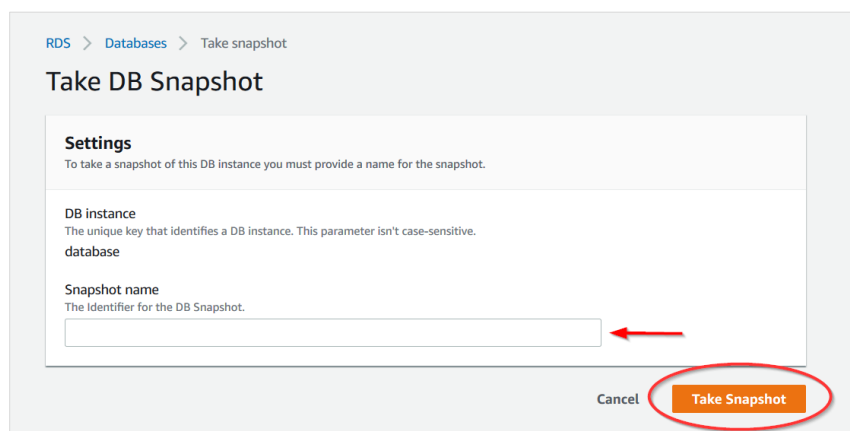 RDS > Databases > Take snapshot
Take DB Snapshot
Settings
To take a snapshot of this DB instance you must provide a name for the snapshot.
DB instance
The unique key that identifies a DB instance. This parameter isn't case-sensitive.
database
Snapshot name
The Identifier for the DB Snapshot.
Cancel Take Snapshot